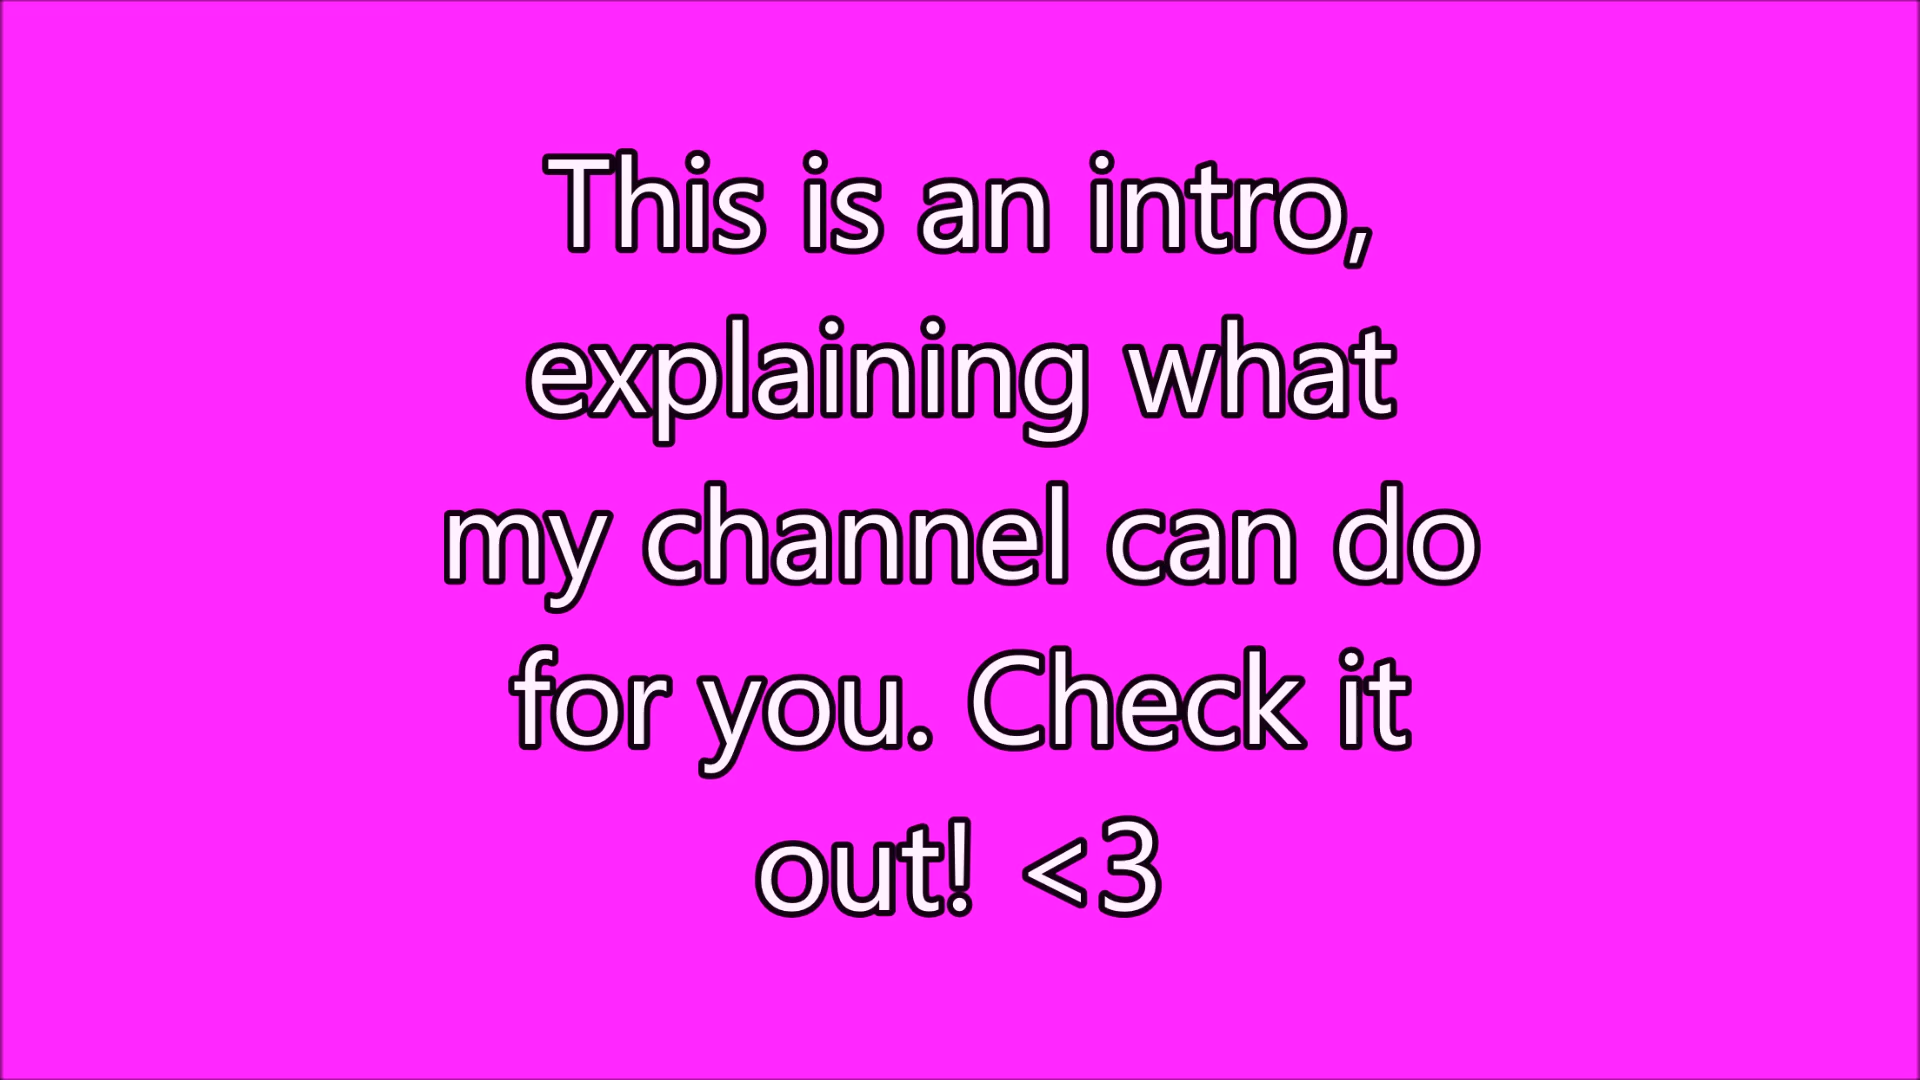 This is an intro,
explaining what
my channel can do
for you. Check it
out! <3